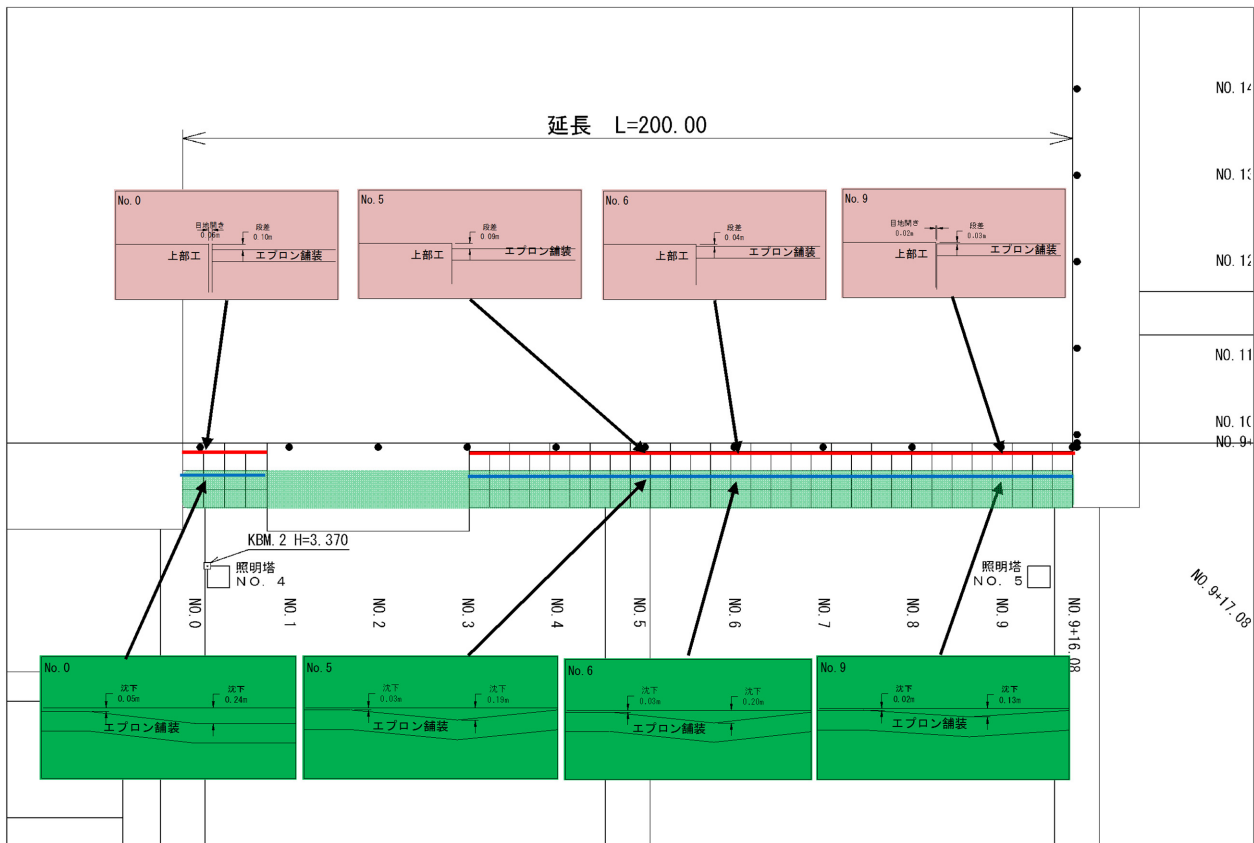 延長 L=200.00
NO.14
NO.13
NO.12
NO.11
NO.10
NO.9+
No.0
目地開き
0.06m
段差
0.10m
上部工
エプロン舗装
No.5
段差
0.09m
上部工
エプロン舗装
No.6
段差
0.04m
上部工
エプロン舗装
No.9
目地開き
0.02m
段差
0.03m
上部工
エプロン舗装
KBM.2 H=3.370
照明塔
NO. 4
照明塔
NO. 5
NO.0
NO.1
NO.2
NO.3
NO.4
NO.5
NO.6
NO.7
NO.8
NO.9
NO.9+16.08
NO.9+17.08
No.0
沈下
0.05m
沈下
0.24m
エプロン舗装
No.5
沈下
0.03m
沈下
0.19m
エプロン舗装
No.6
沈下
0.03m
沈下
0.20m
エプロン舗装
No.9
沈下
0.02m
沈下
0.13m
エプロン舗装